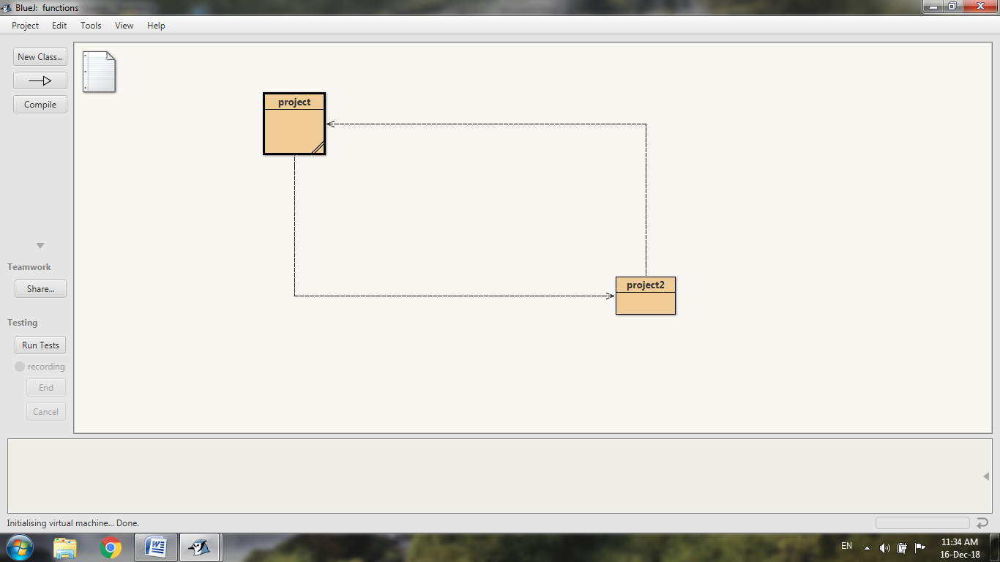 BlueJ: functions
Project Edit Tools View Help
New Class...
Compile
project
project2
Teamwork
Share...
Testing
Run Tests
recording
End
Cancel
Initialising virtual machine... Done.
EN
11:34 AM
16-Dec-18